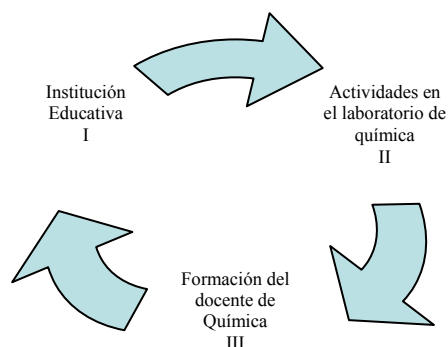 Institución
Educativa
I
Actividades en
el laboratorio de
química
II
Formación del
docente de
Química
III